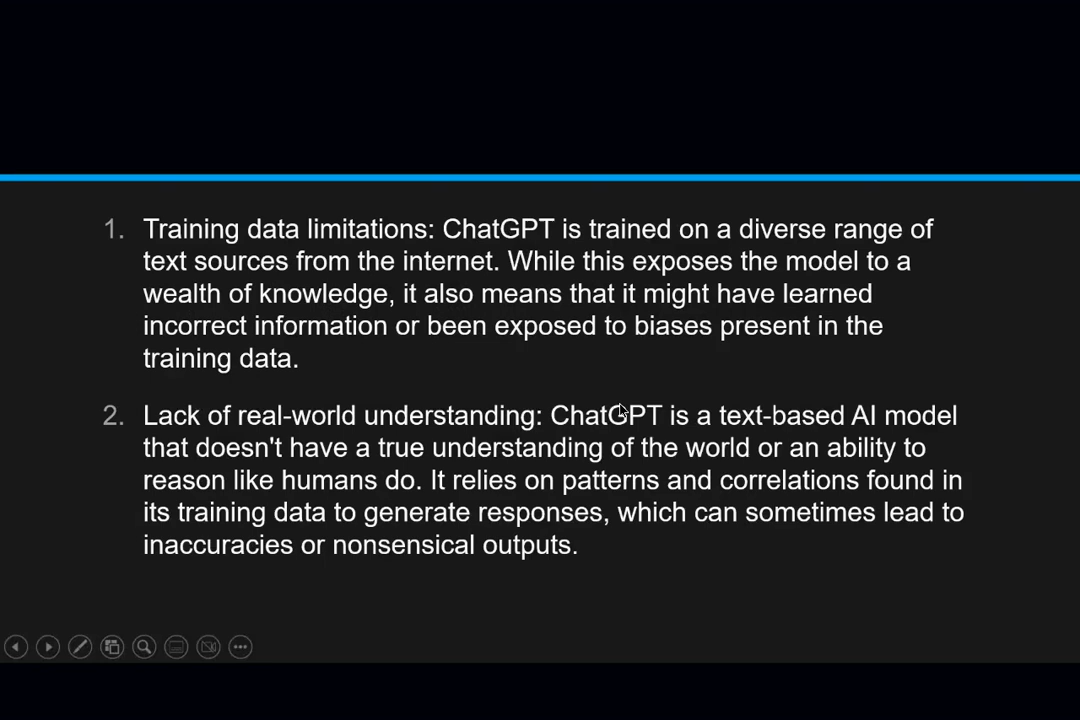 1. Training data limitations: ChatGPT is trained on a diverse range of
text sources from the internet. While this exposes the model to a
wealth of knowledge, it also means that it might have learned
incorrect information or been exposed to biases present in the
training data.
2. Lack of real-world understanding: ChatGPT is a text-based AI model
that doesn't have a true understanding of the world or an ability to
reason like humans do. It relies on patterns and correlations found in
its training data to generate responses, which can sometimes lead to
inaccuracies or nonsensical outputs.